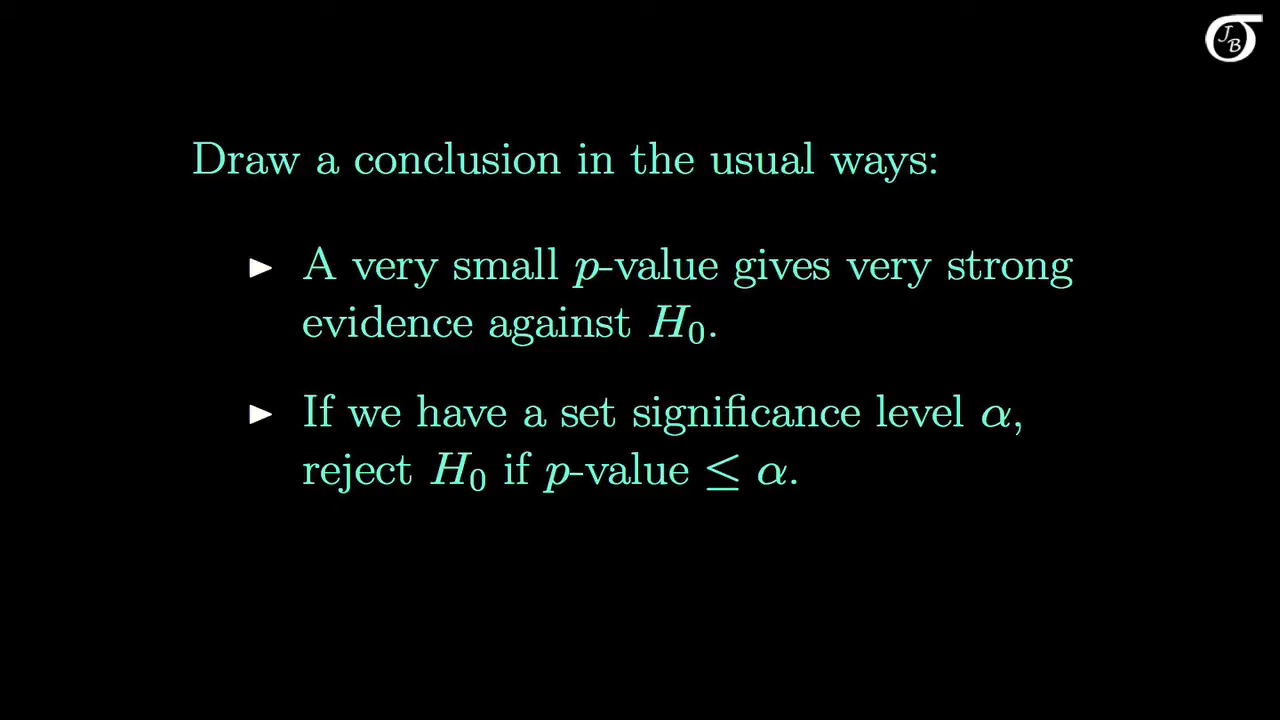 JB
Draw a conclusion in the usual ways:
► A very small p-value gives very strong
evidence against H₀.
► If we have a set significance level α,
reject H₀ if p-value ≤ α.